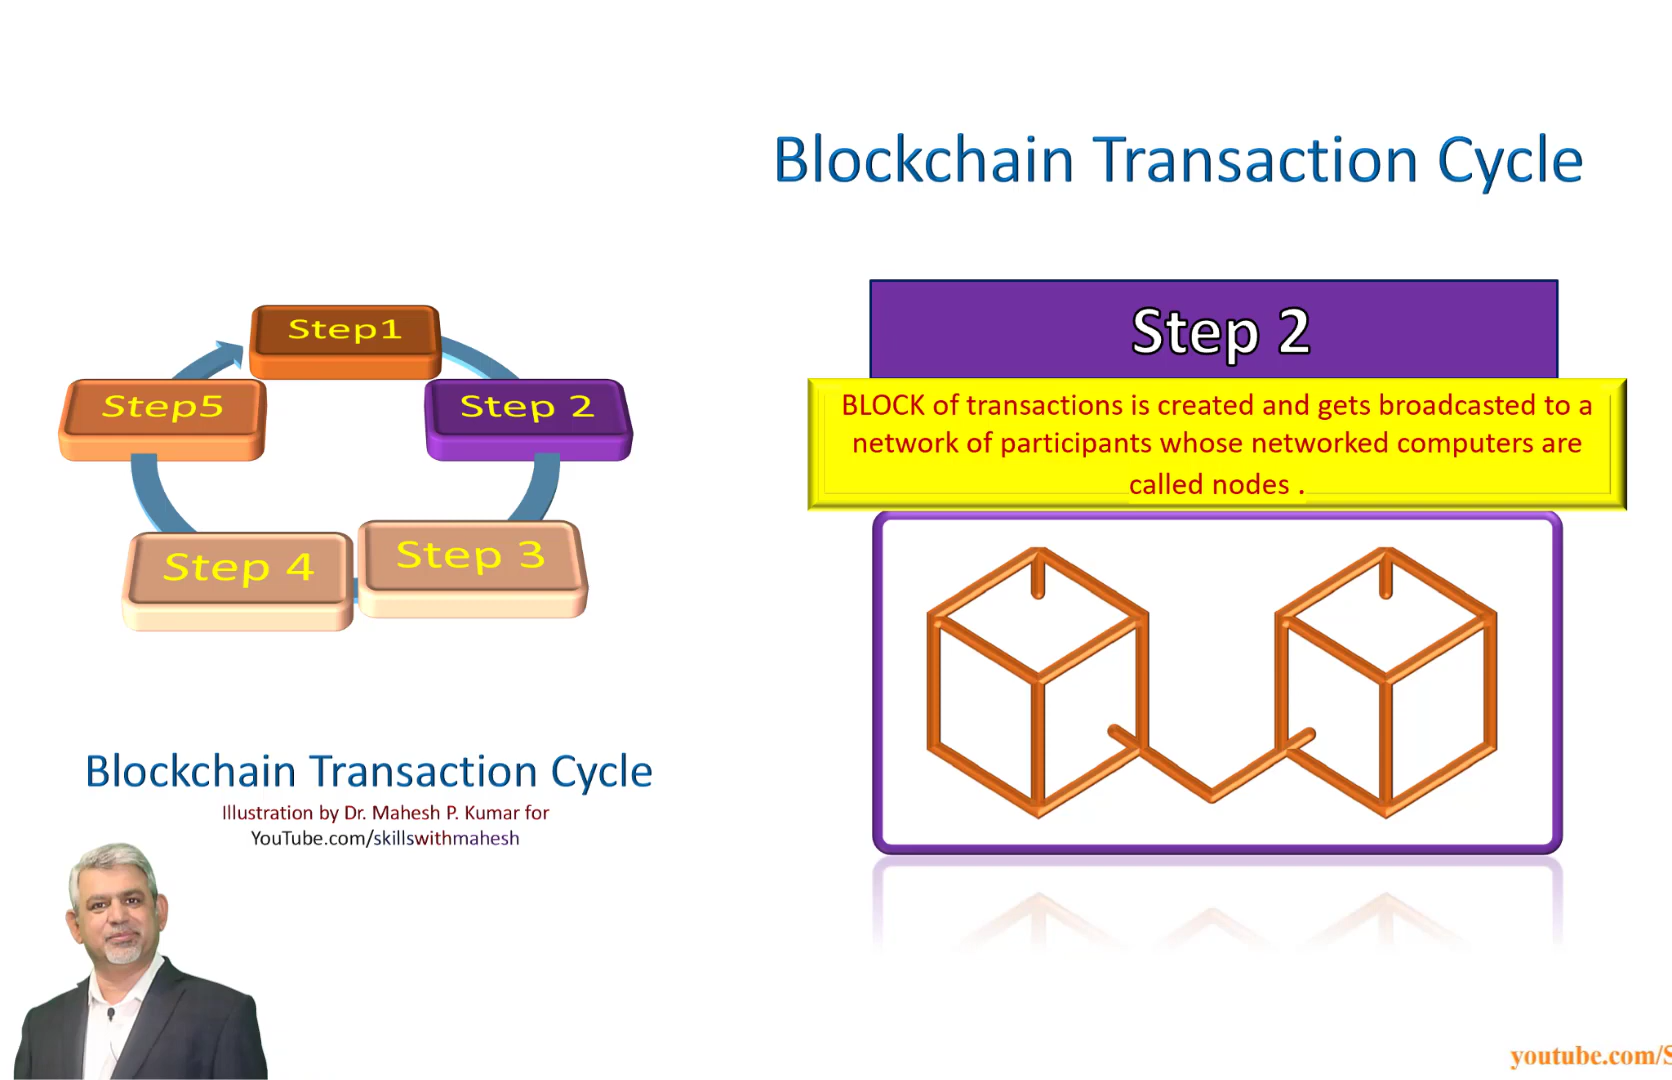 Blockchain Transaction Cycle
Step1
Step 2
Step 3
Step 4
Step5
Step 2
BLOCK of transactions is created and gets broadcasted to a
network of participants whose networked computers are
called nodes .
Blockchain Transaction Cycle
Illustration by Dr. Mahesh P. Kumar for
YouTube.com/skillswithmahesh
youtube.com/S